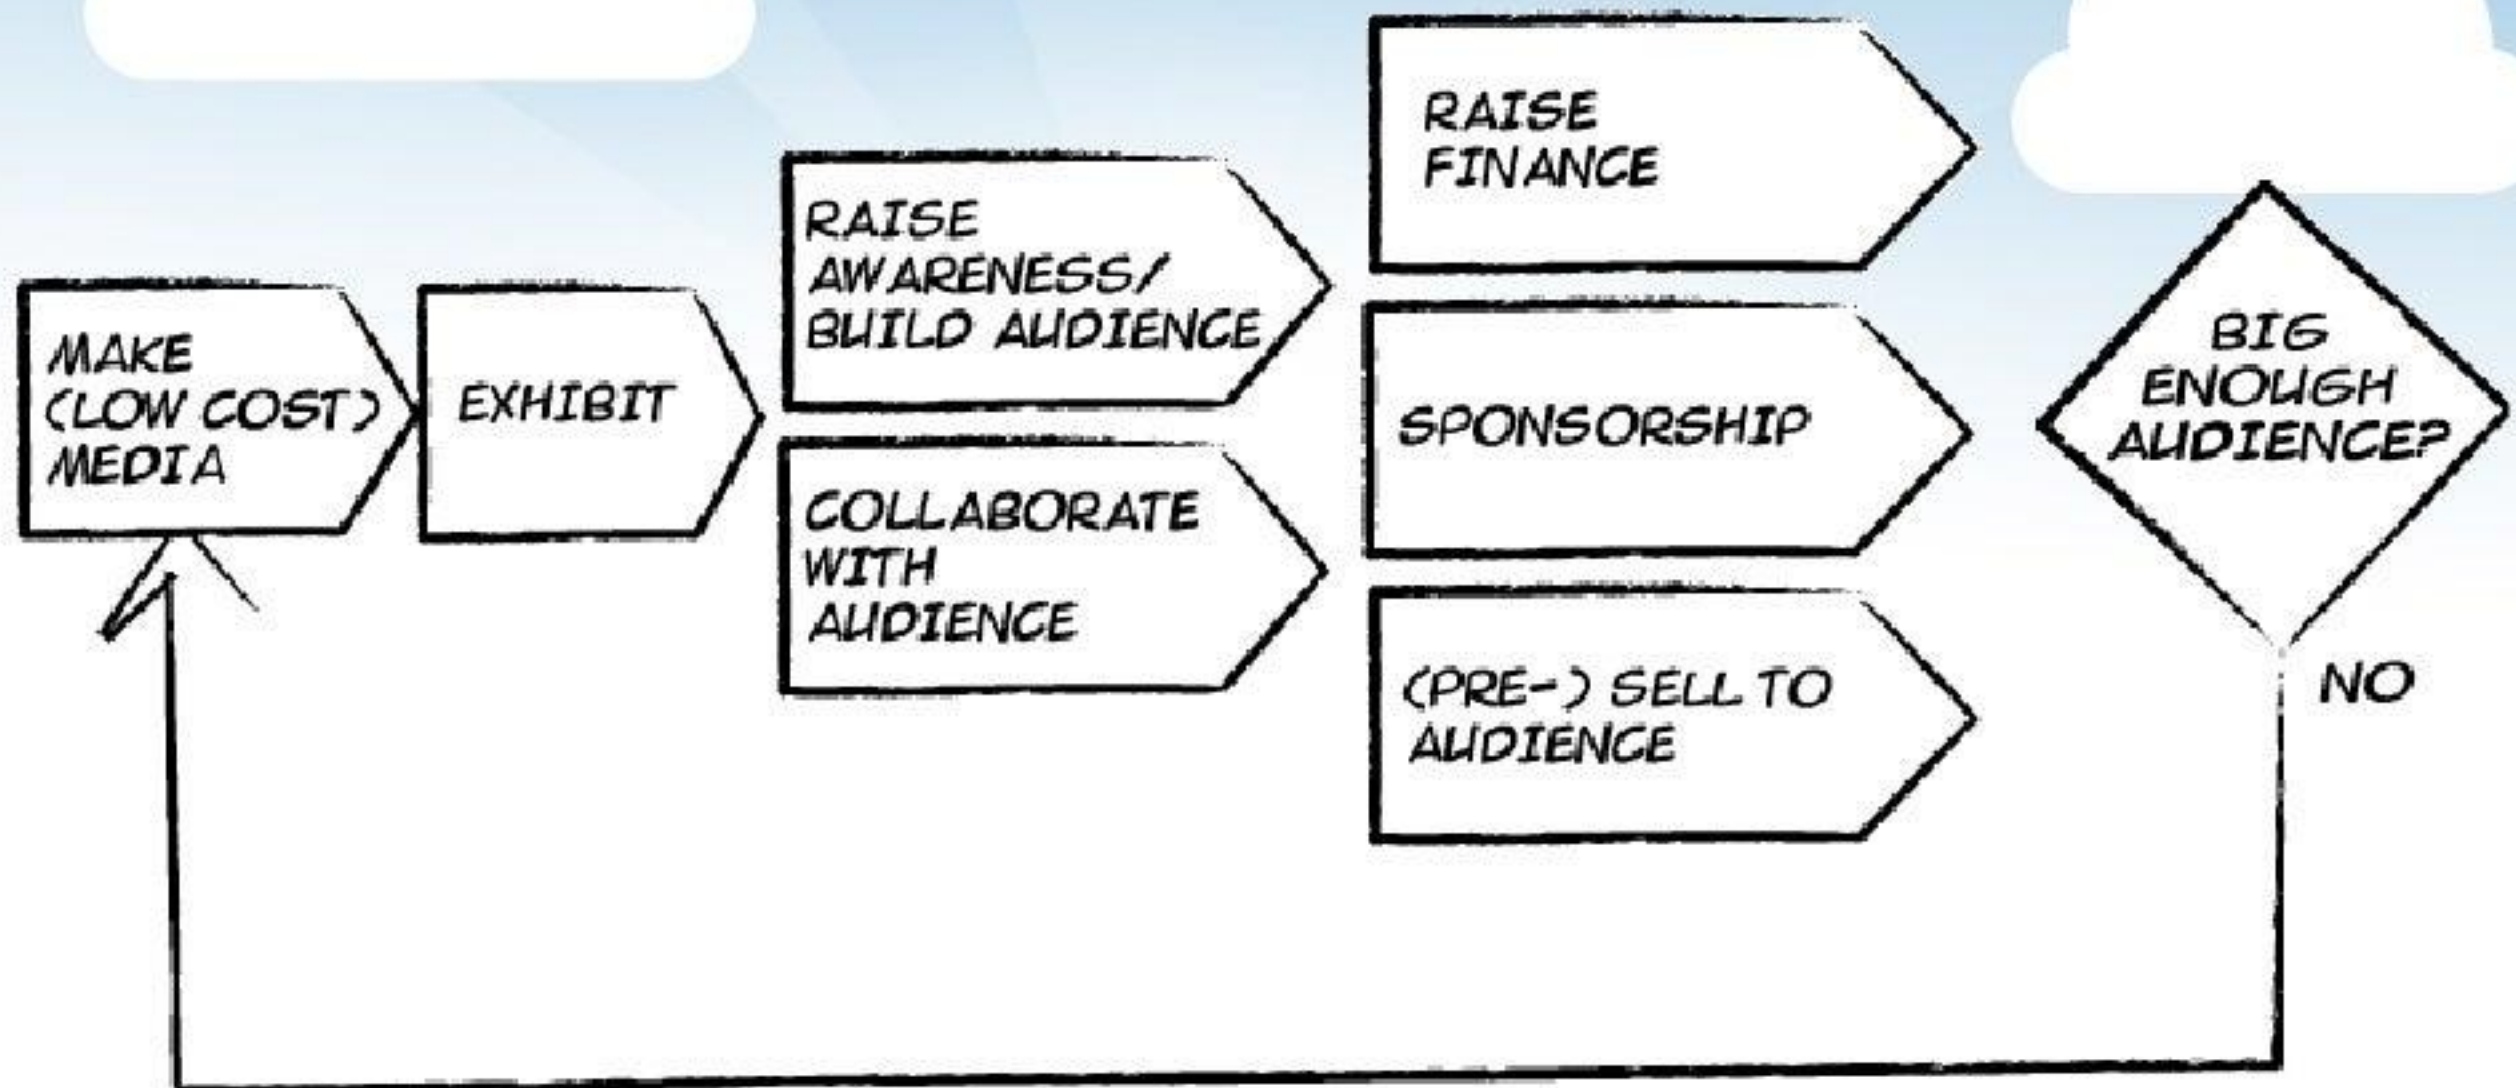 MAKE
(LOW COST)
MEDIA
EXHIBIT
RAISE
AWARENESS/
BUILD AUDIENCE
COLLABORATE
WITH
AUDIENCE
RAISE
FINANCE
SPONSORSHIP
(PRE-) SELL TO
AUDIENCE
BIG
ENOUGH
AUDIENCE?
NO